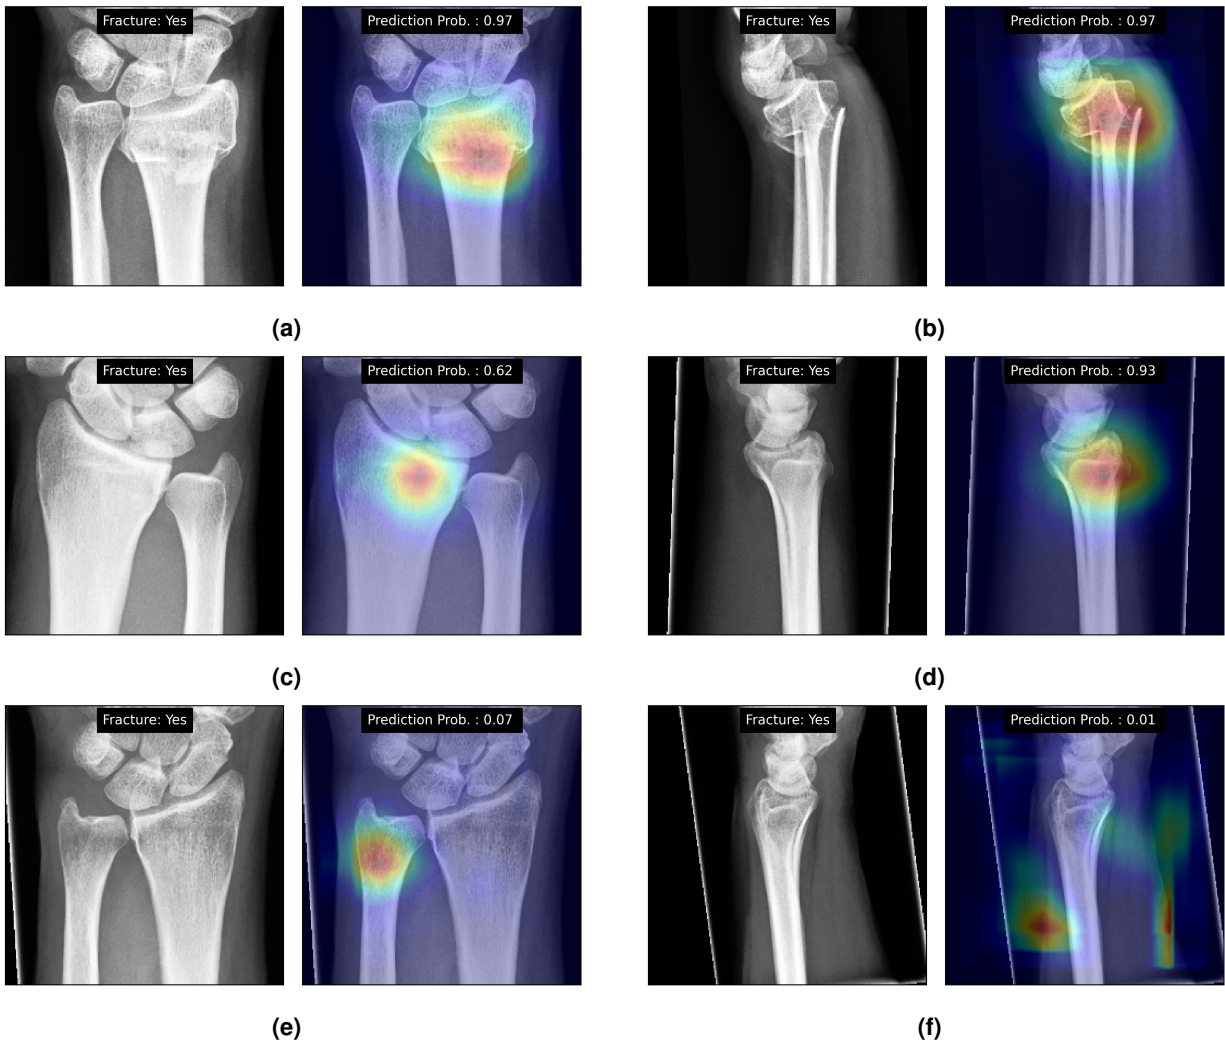 Fracture: Yes
Prediction Prob. : 0.97
Fracture: Yes
Prediction Prob. : 0.97
(a)
(b)
Fracture: Yes
Prediction Prob. : 0.62
Fracture: Yes
Prediction Prob. : 0.93
(c)
(d)
Fracture: Yes
Prediction Prob. : 0.07
Fracture: Yes
Prediction Prob. : 0.01
(e)
(f)